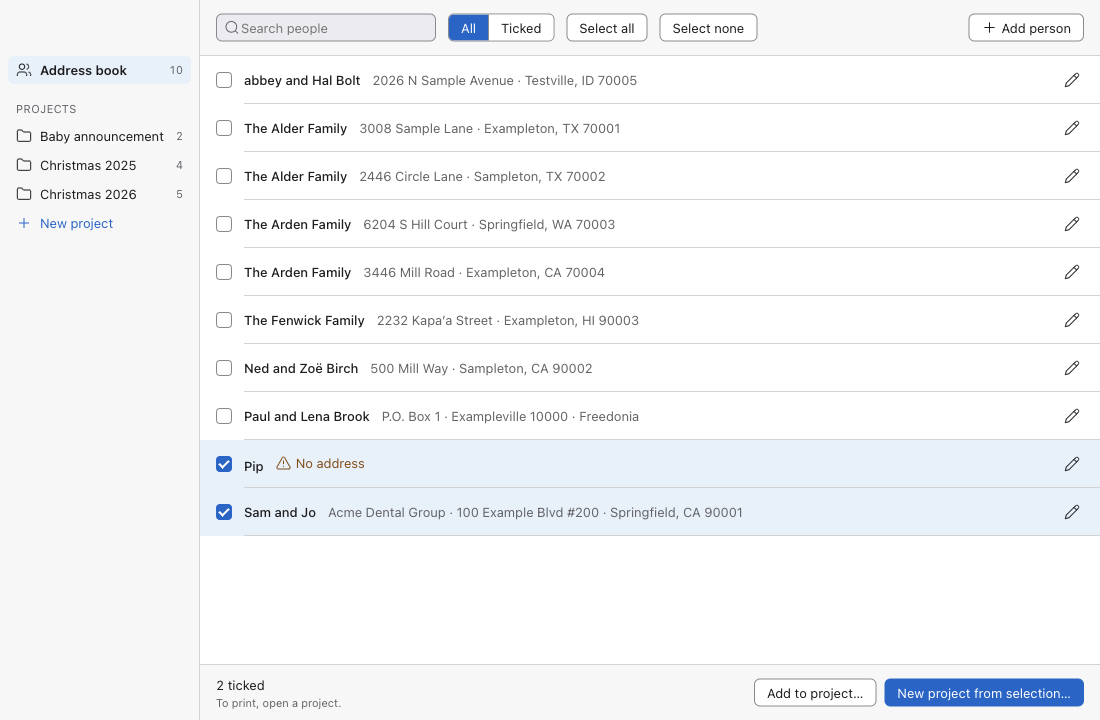 Search people
All
Ticked
Select all
Select none
Add person
Address book 10
PROJECTS
Baby announcement 2
Christmas 2025 4
Christmas 2026 5
New project
abbey and Hal Bolt 2026 N Sample Avenue · Testville, ID 70005
The Alder Family 3008 Sample Lane · Exampleton, TX 70001
The Alder Family 2446 Circle Lane · Sampleton, TX 70002
The Arden Family 6204 S Hill Court · Springfield, WA 70003
The Arden Family 3446 Mill Road · Exampleton, CA 70004
The Fenwick Family 2232 Kapaʻa Street · Exampleton, HI 90003
Ned and Zoë Birch 500 Mill Way · Sampleton, CA 90002
Paul and Lena Brook P.O. Box 1 · Exampleville 10000 · Freedonia
Pip No address
Sam and Jo Acme Dental Group · 100 Example Blvd #200 · Springfield, CA 90001
2 ticked
To print, open a project.
Add to project…
New project from selection…